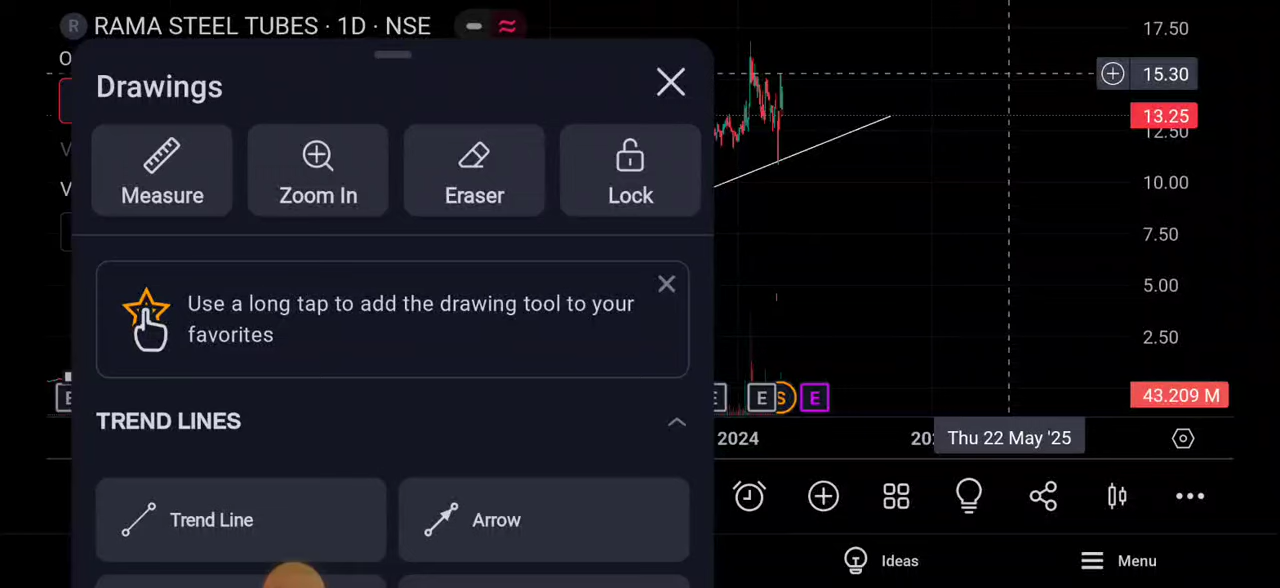 R RAMA STEEL TUBES · 1D · NSE
17.50
O
Drawings
15.30
13.25
12.50
V
Measure
Zoom In
Eraser
Lock
10.00
V
7.50
Use a long tap to add the drawing tool to your
favorites
5.00
2.50
E
E S E
43.209 M
TREND LINES
2024
Thu 22 May '25
Trend Line
Arrow
Ideas
Menu